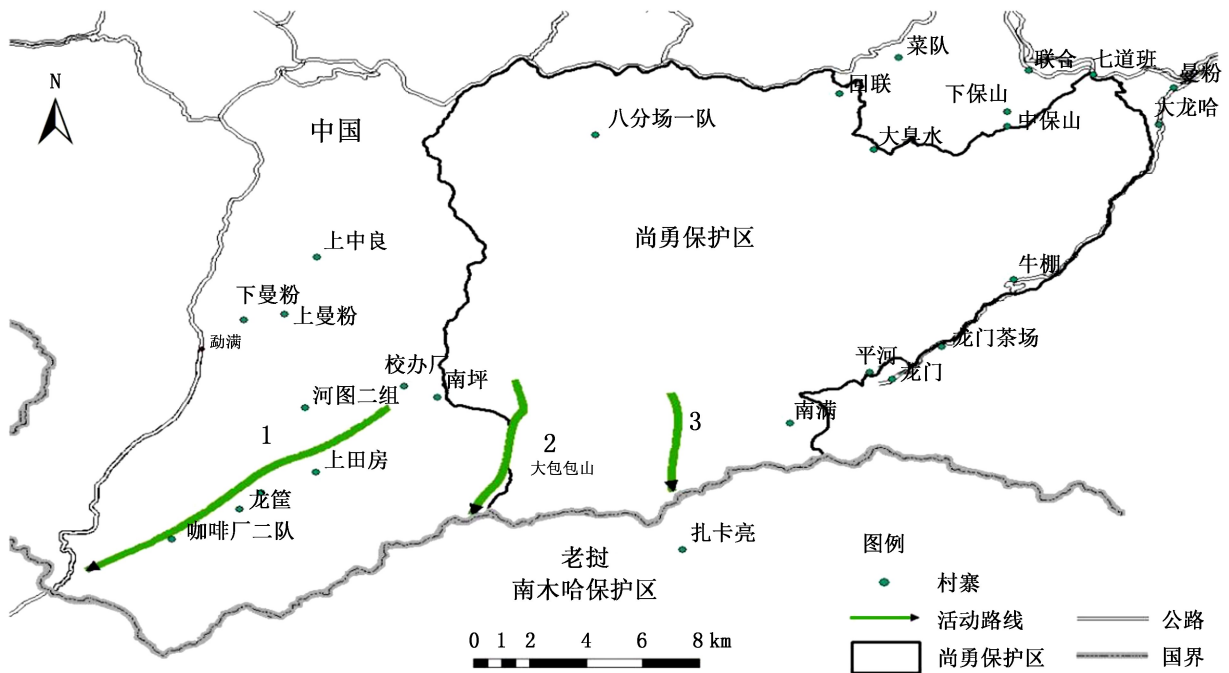 N
中国
菜队
联合
七道班
曼粉
回联
下保山
八分场一队
中保山
大龙哈
大臭水
上中良
尚勇保护区
牛棚
下曼粉
上曼粉
勐满
龙门茶场
校办厂
南坪
平河
龙门
河图二组
南满
1
2
3
上田房
大包包山
龙筐
咖啡厂二队
扎卡亮
老挝
南木哈保护区
图例
村寨
活动路线
公路
尚勇保护区
国界
0 1 2 4 6 8 km